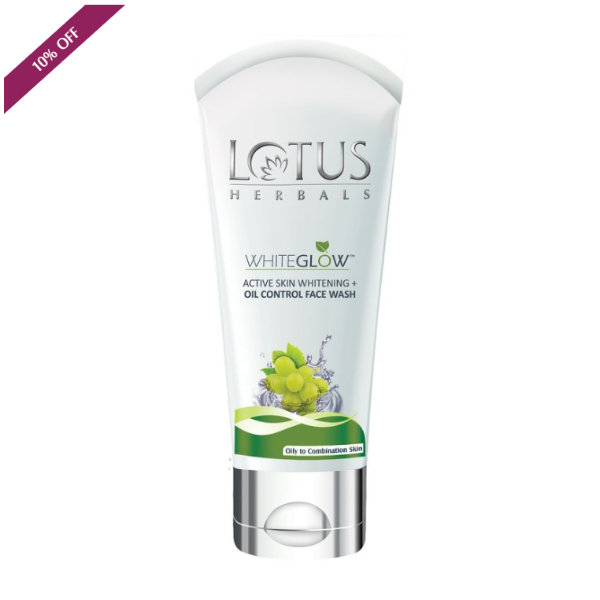 10% OFF
LOTUS
HERBALS
WHITEGLOW™
ACTIVE SKIN WHITENING +
OIL CONTROL FACE WASH
Oily to Combination Skin